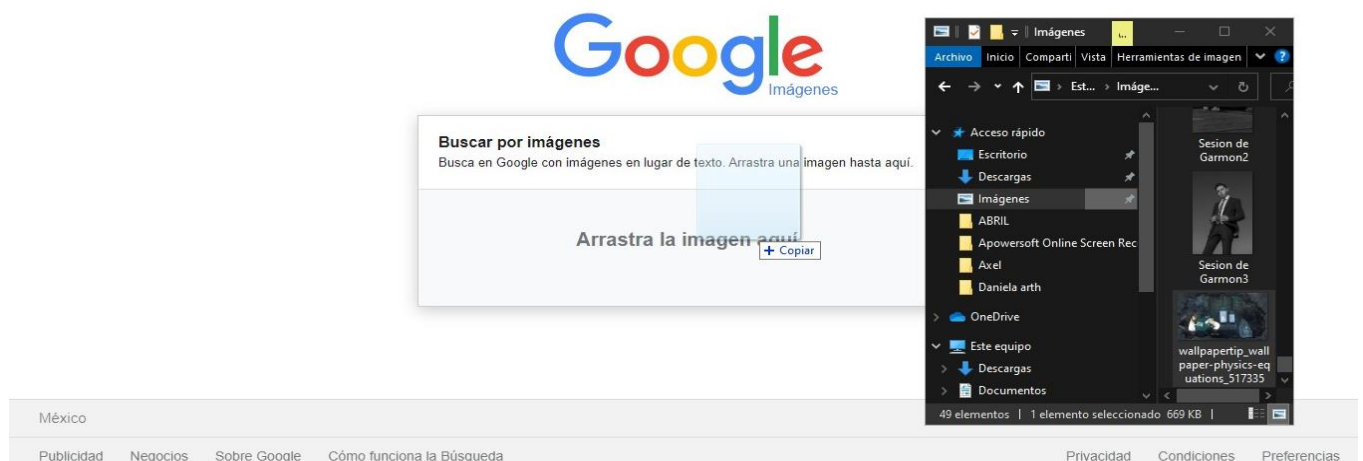 Google
Imágenes
Buscar por imágenes
Busca en Google con imágenes en lugar de texto. Arrastra una imagen hasta aquí.
Arrastra la imagen aquí
+ Copiar
México
Publicidad Negocios Sobre Google Cómo funciona la Búsqueda
Privacidad Condiciones Preferencias
Imágenes ...
Archivo Inicio Comparti Vista Herramientas de imagen
Est... › Imáge...
Acceso rápido
Escritorio
Descargas
Imágenes
ABRIL
Apowersoft Online Screen Rec
Axel
Daniela arth
OneDrive
Este equipo
Descargas
Documentos
Sesion de
Garmon2
Sesion de
Garmon3
wallpapertip_wall
paper-physics-eq
uations_517335
49 elementos | 1 elemento seleccionado 669 KB |